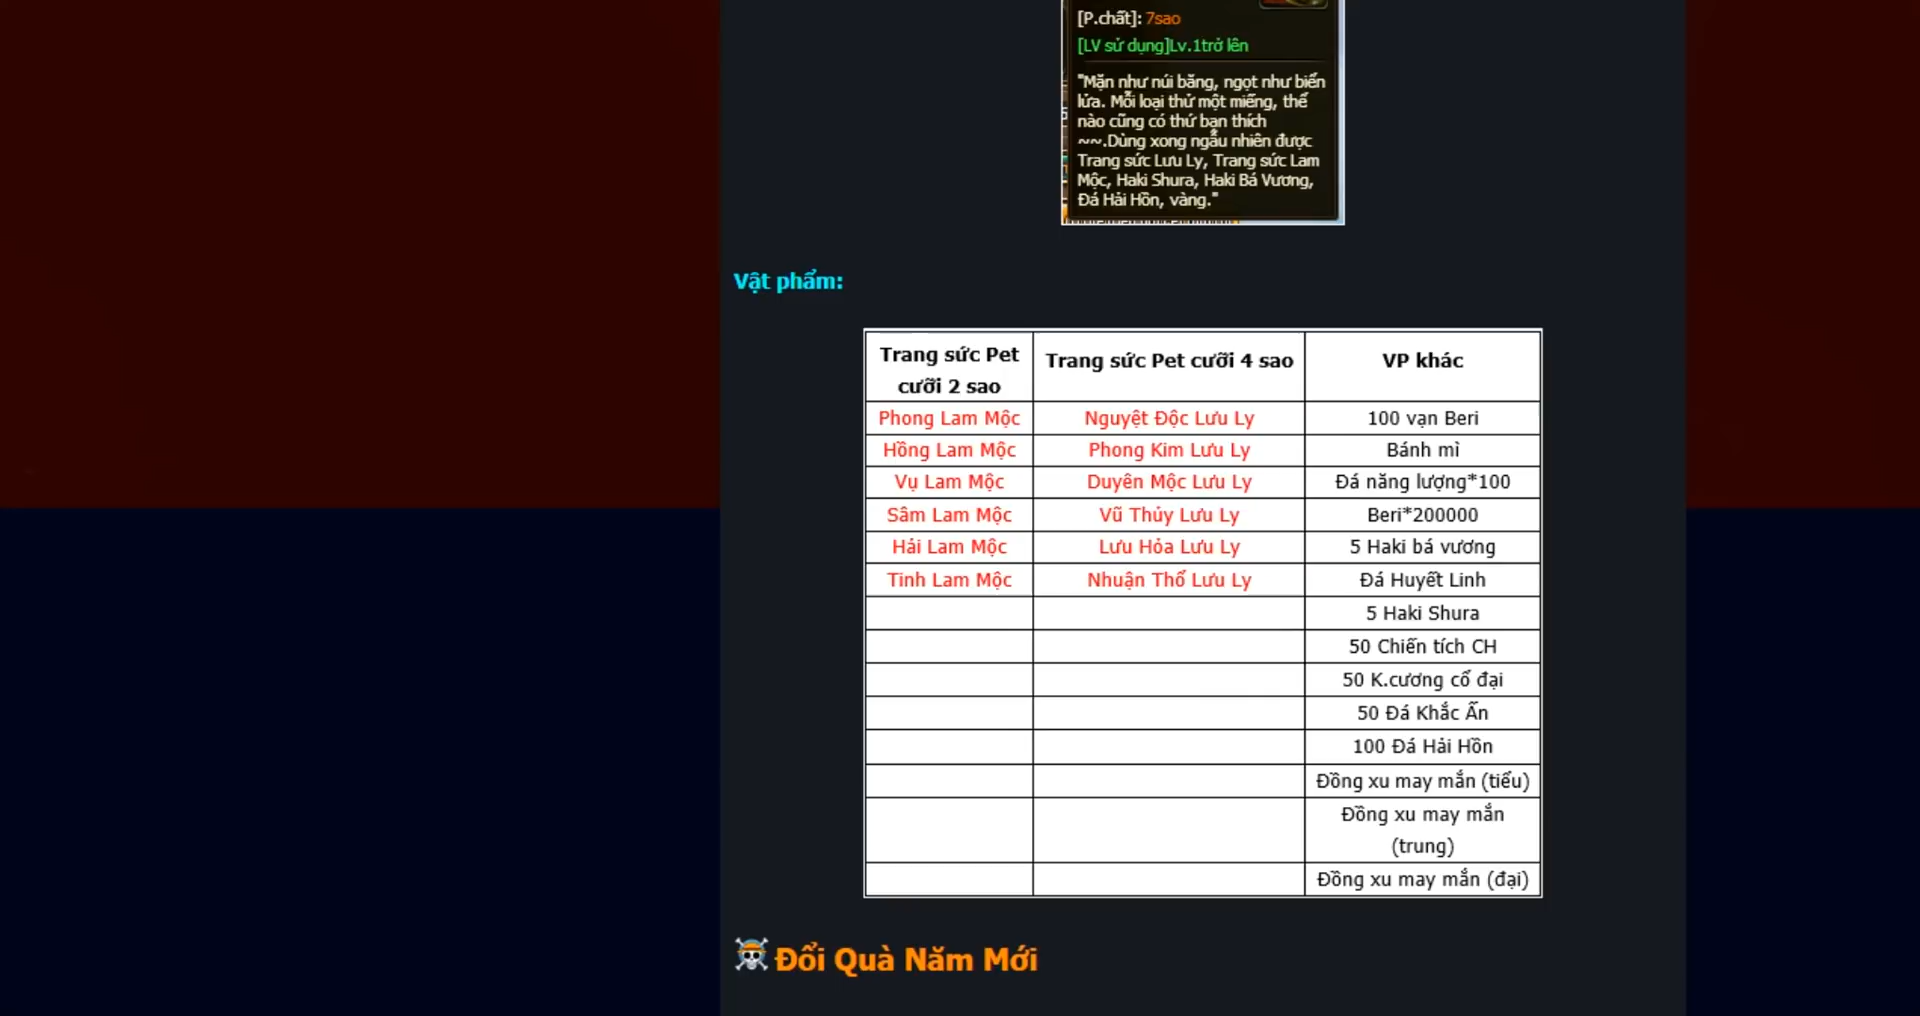 [P.chất]: 7sao
[LV sử dụng]Lv.1trở lên
"Mặn như núi băng, ngọt như biển
lửa. Mỗi loại thử một miếng, thế
nào cũng có thứ bạn thích
~~.Dùng xong ngẫu nhiên được
Trang sức Lưu Ly, Trang sức Lam
Mộc, Haki Shura, Haki Bá Vương,
Đá Hải Hồn, vàng."
Vật phẩm:
Trang sức Pet
cưỡi 2 sao
Trang sức Pet cưỡi 4 sao
VP khác
Phong Lam Mộc Nguyệt Độc Lưu Ly 100 vạn Beri
Hồng Lam Mộc Phong Kim Lưu Ly Bánh mì
Vụ Lam Mộc Duyên Mộc Lưu Ly Đá năng lượng*100
Sâm Lam Mộc Vũ Thủy Lưu Ly Beri*200000
Hải Lam Mộc Lưu Hỏa Lưu Ly 5 Haki bá vương
Tinh Lam Mộc Nhuận Thổ Lưu Ly Đá Huyết Linh
5 Haki Shura
50 Chiến tích CH
50 K.cương cổ đại
50 Đá Khắc Ấn
100 Đá Hải Hồn
Đồng xu may mắn (tiểu)
Đồng xu may mắn
(trung)
Đồng xu may mắn (đại)
Đổi Quà Năm Mới